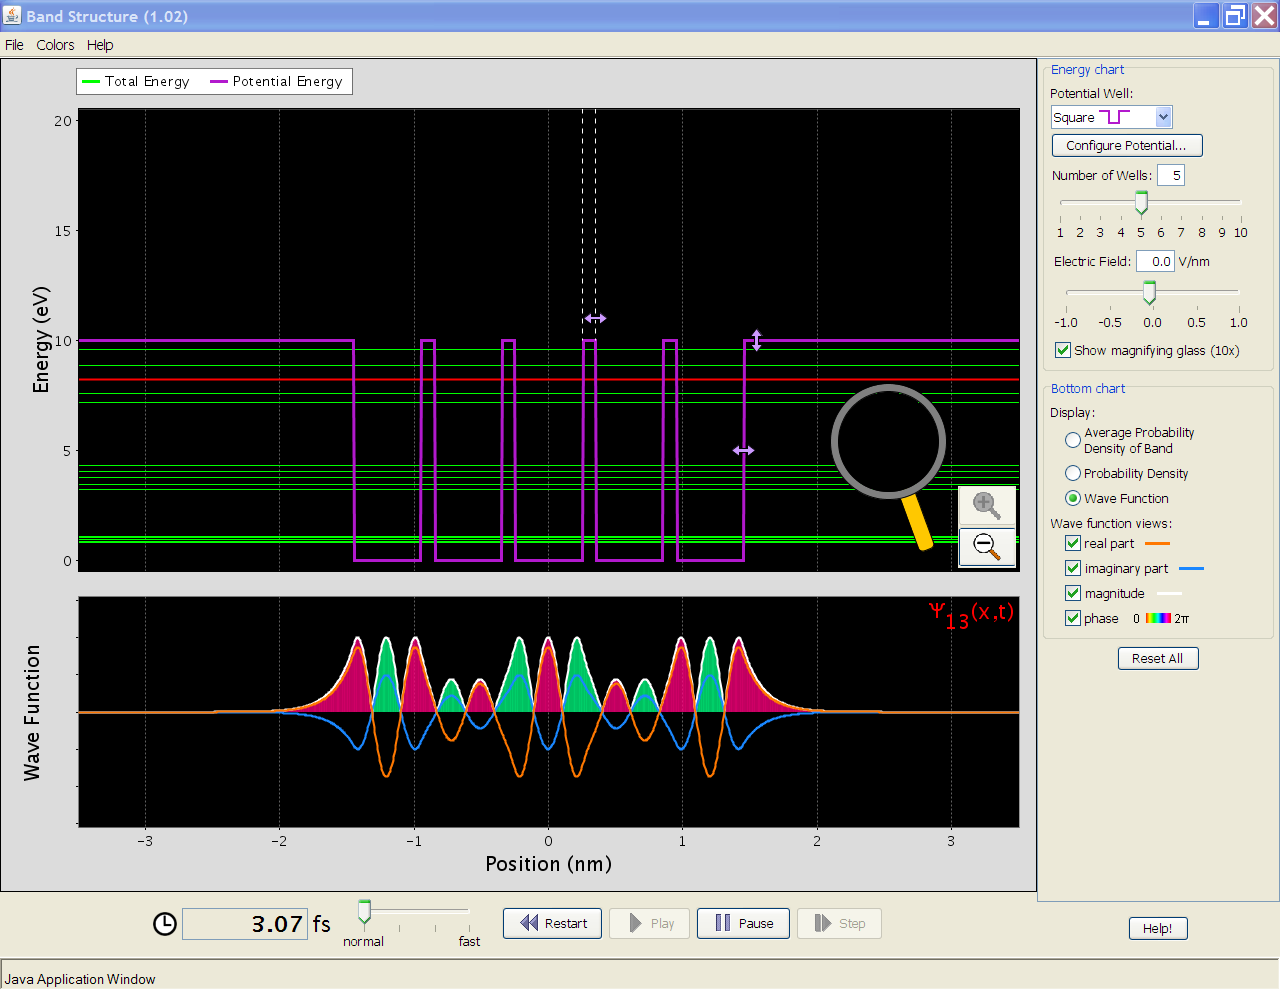 Band Structure (1.02)
File Colors Help
Total Energy Potential Energy
Energy (eV)
20
15
10
5
0
Wave Function
Ψ13(x,t)
-3 -2 -1 0 1 2 3
Position (nm)
Energy chart
Potential Well:
Square
Configure Potential...
Number of Wells: 5
1 2 3 4 5 6 7 8 9 10
Electric Field: 0.0 V/nm
-1.0 -0.5 0.0 0.5 1.0
Show magnifying glass (10x)
Bottom chart
Display:
Average Probability
Density of Band
Probability Density
Wave Function
Wave function views:
real part
imaginary part
magnitude
phase 0 2π
Reset All
3.07 fs
normal fast
Restart Play Pause Step
Help!
Java Application Window